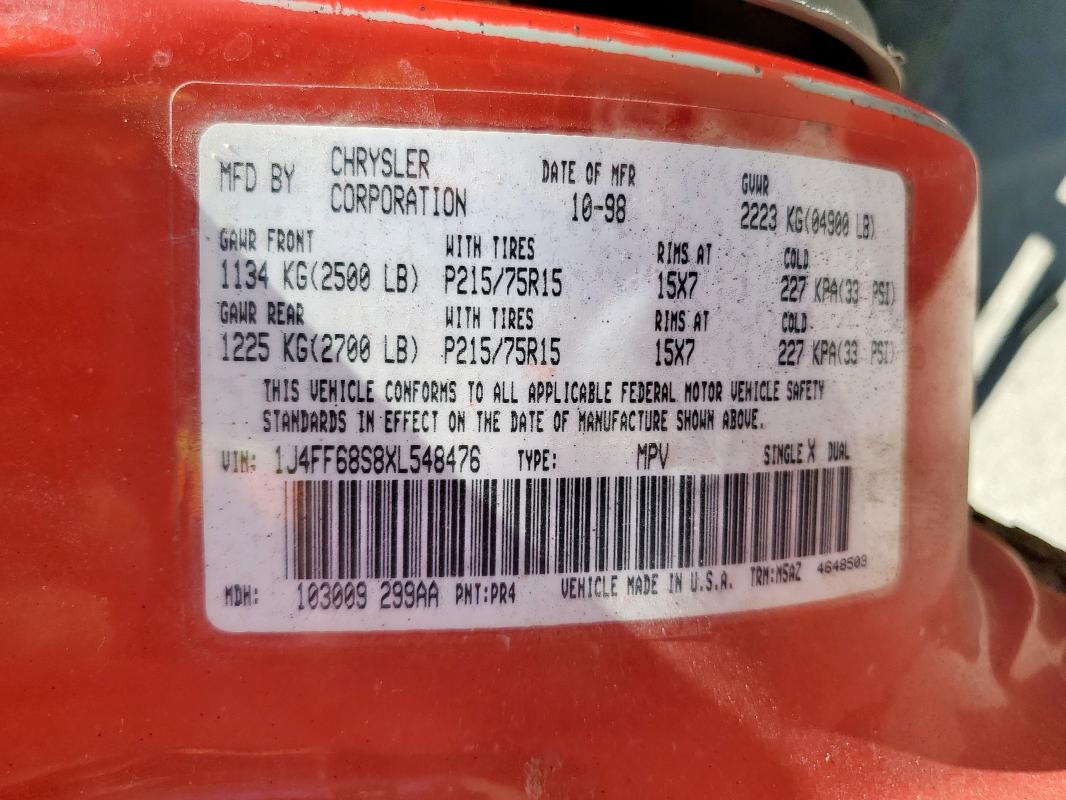 MFD BY CHRYSLER CORPORATION DATE OF MFR 10-98 GVWR 2223 KG(04900 LB)
GAWR FRONT WITH TIRES RIMS AT COLD
1134 KG(2500 LB) P215/75R15 15X7 227 KPA(33 PSI)
GAWR REAR WITH TIRES RIMS AT COLD
1225 KG(2700 LB) P215/75R15 15X7 227 KPA(33 PSI)
THIS VEHICLE CONFORMS TO ALL APPLICABLE FEDERAL MOTOR VEHICLE SAFETY
STANDARDS IN EFFECT ON THE DATE OF MANUFACTURE SHOWN ABOVE.
VIN: 1J4FF68S8XL548476 TYPE: MPV SINGLE X DUAL
MDH: 103009 299AA PNT:PR4 VEHICLE MADE IN U.S.A. TRM:M5AZ 4648503